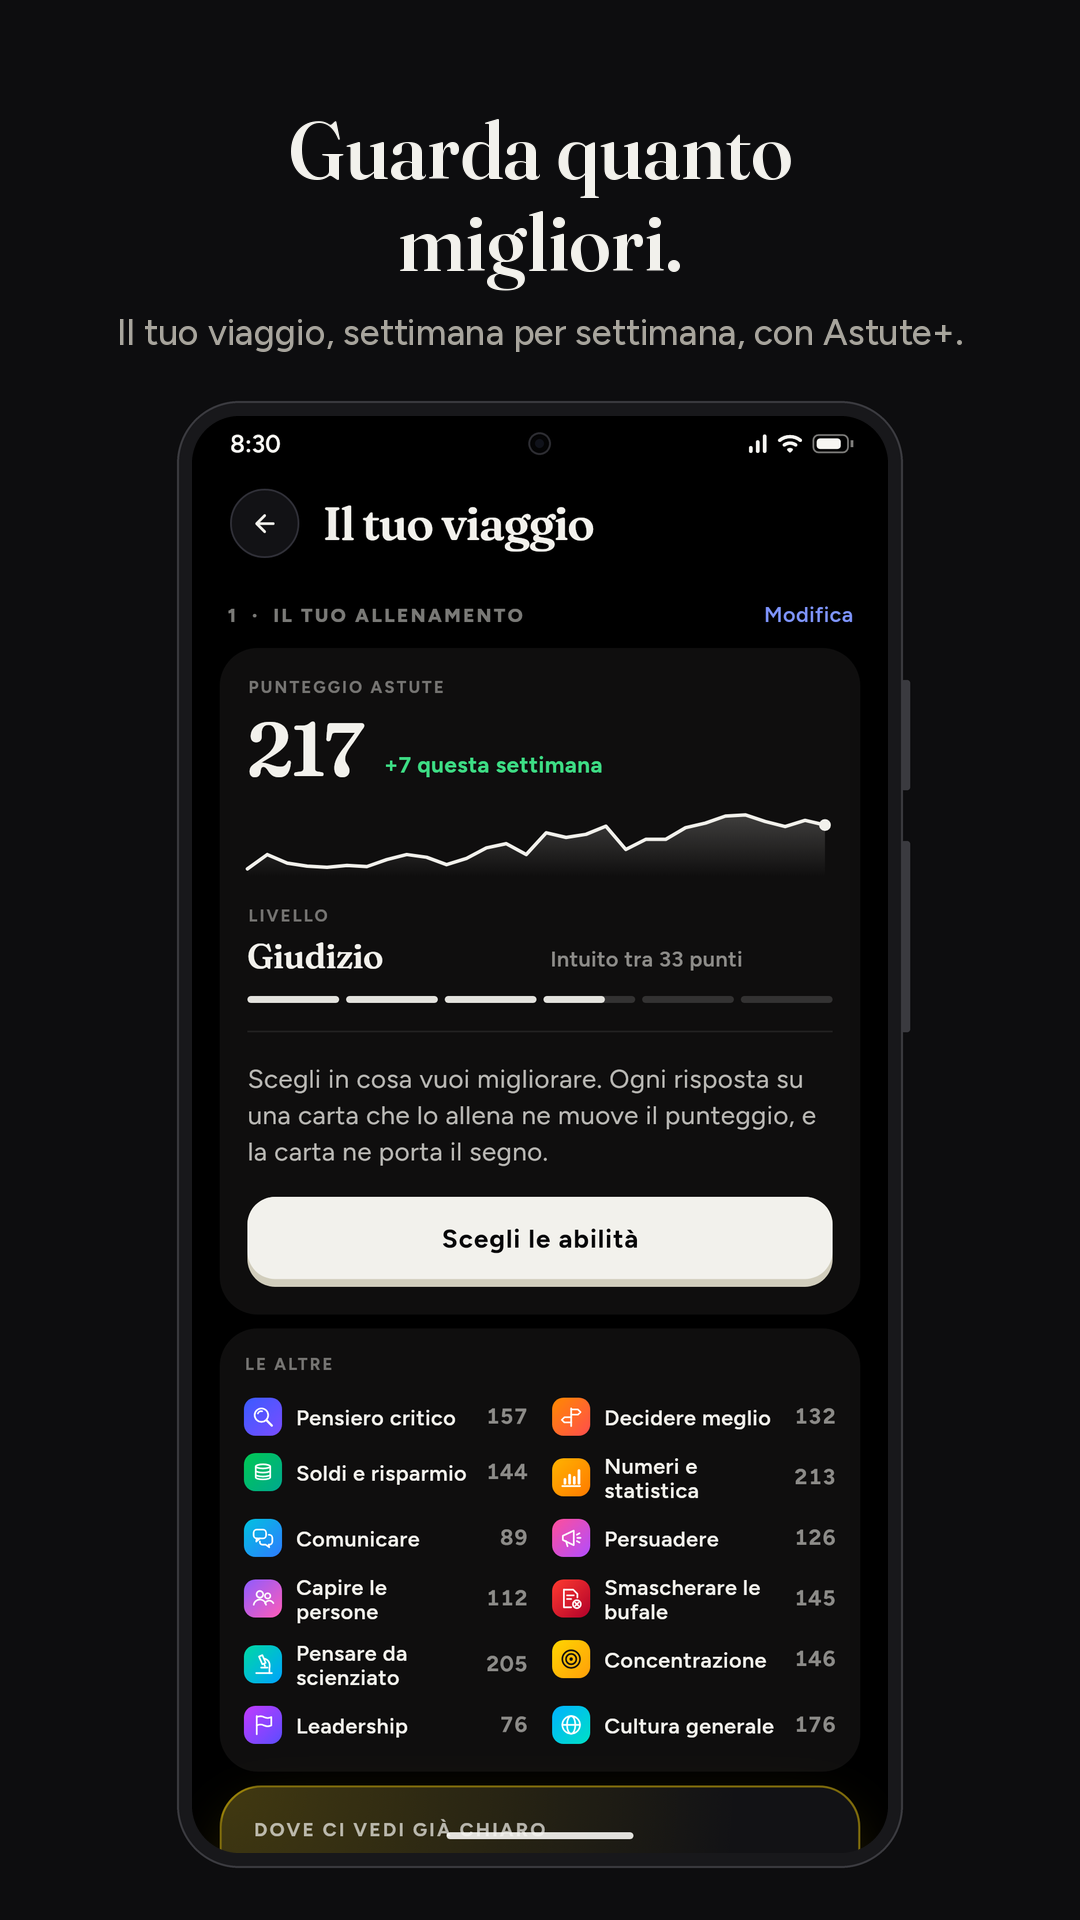 Guarda quanto
migliori.
Il tuo viaggio, settimana per settimana, con Astute+.
8:30
Il tuo viaggio
1 · IL TUO ALLENAMENTO
Modifica
PUNTEGGIO ASTUTE
217 +7 questa settimana
LIVELLO
Giudizio
Intuito tra 33 punti
Scegli in cosa vuoi migliorare. Ogni risposta su
una carta che lo allena ne muove il punteggio, e
la carta ne porta il segno.
Scegli le abilità
LE ALTRE
Pensiero critico 157
Decidere meglio 132
Soldi e risparmio 144
Numeri e
statistica 213
Comunicare 89
Persuadere 126
Capire le
persone 112
Smascherare le
bufale 145
Pensare da
scienziato 205
Concentrazione 146
Leadership 76
Cultura generale 176
DOVE CI VEDI GIÀ CHIARO